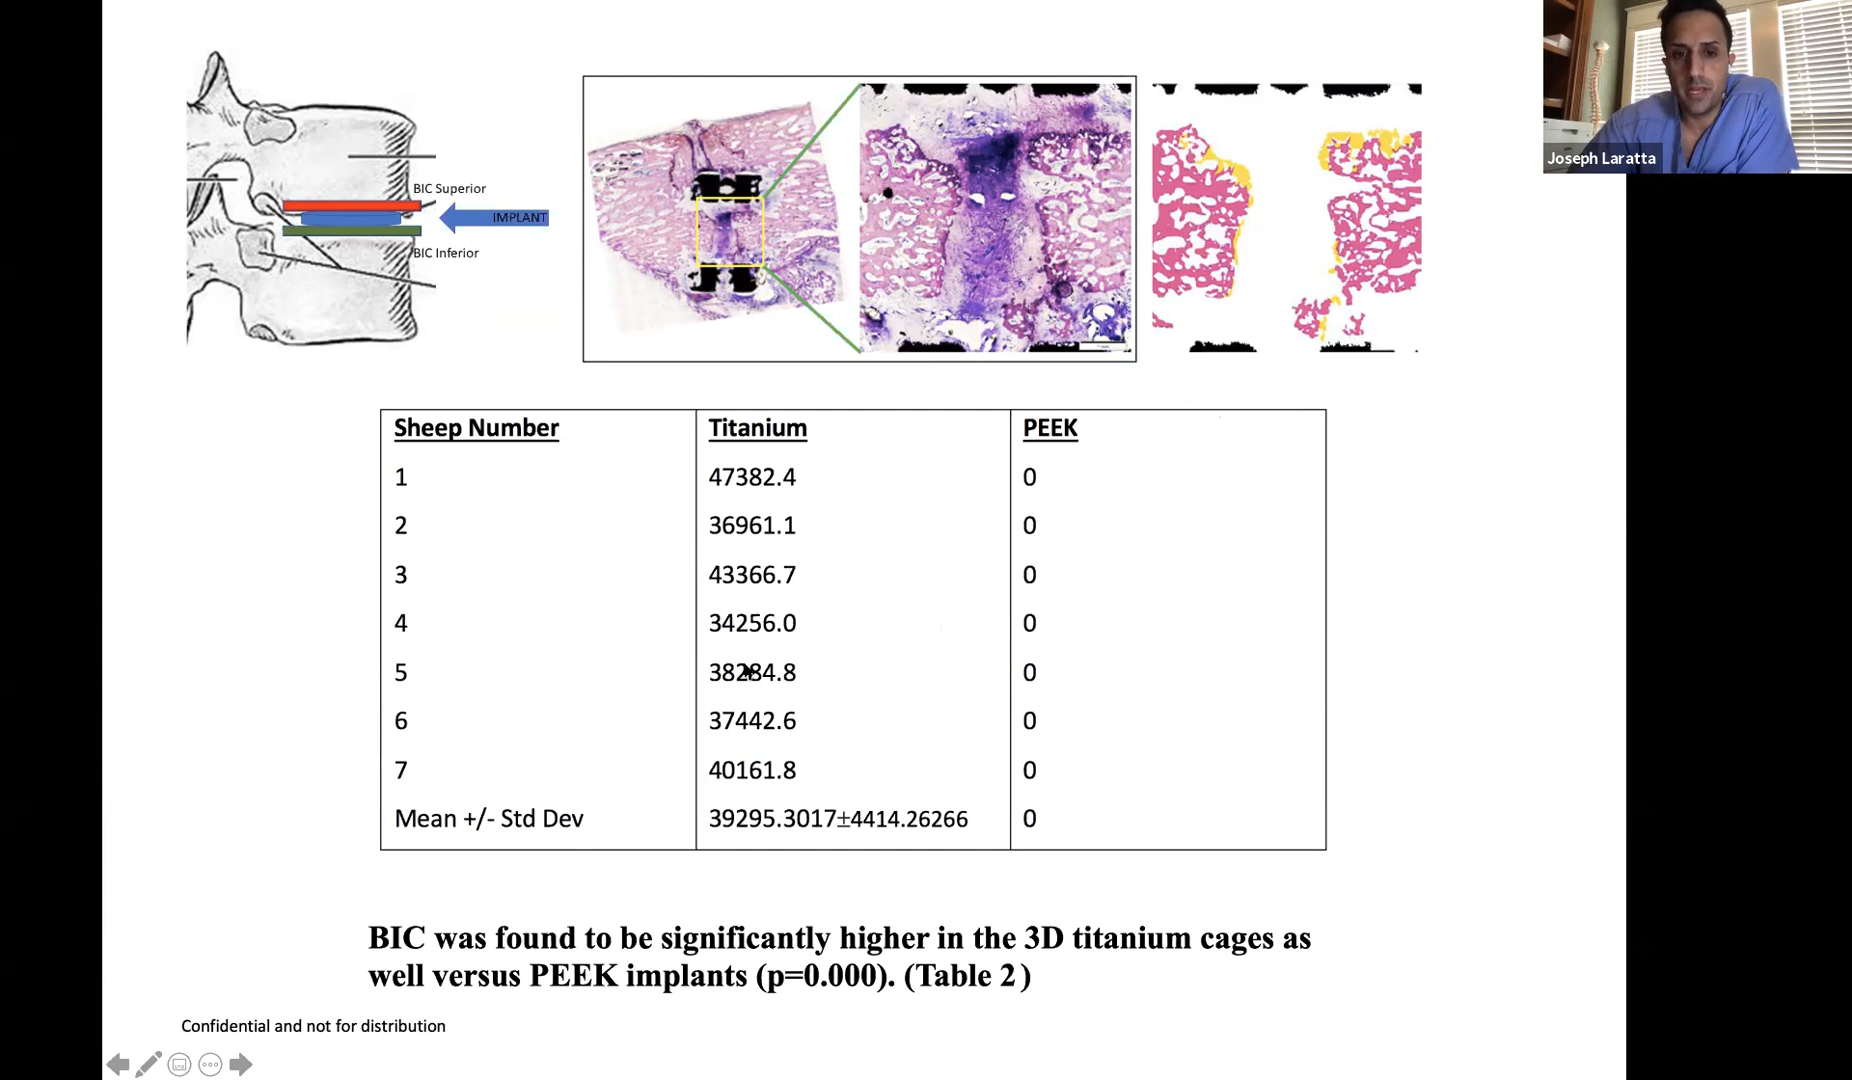 Joseph Laratta
BIC Superior
IMPLANT
BIC Inferior
Sheep Number Titanium PEEK
1 47382.4 0
2 36961.1 0
3 43366.7 0
4 34256.0 0
5 38284.8 0
6 37442.6 0
7 40161.8 0
Mean +/- Std Dev 39295.3017±4414.26266 0
BIC was found to be significantly higher in the 3D titanium cages as
well versus PEEK implants (p=0.000). (Table 2)
Confidential and not for distribution